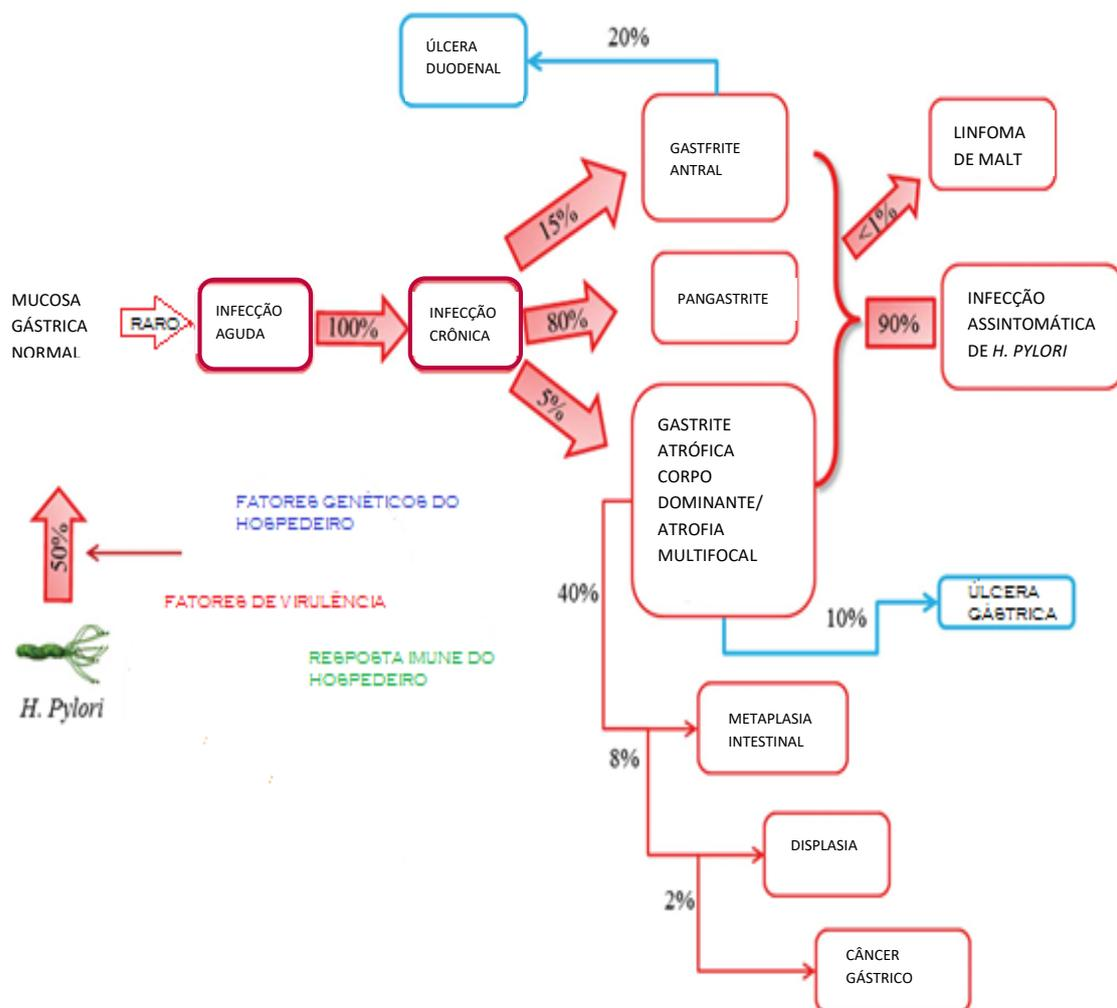 ÚLCERA
DUODENAL
20%
GASTFRITE
ANTRAL
LINFOMA
DE MALT
15%
<1%
MUCOSA
GÁSTRICA
NORMAL
RARO
INFECÇÃO
AGUDA
100%
INFECÇÃO
CRÔNICA
80%
PANGASTRITE
90%
INFECÇÃO
ASSINTOMÁTICA
DE H. PYLORI
5%
GASTRITE
ATRÓFICA
CORPO
DOMINANTE/
ATROFIA
MULTIFOCAL
50%
FATORES GENÉTICOS DO
HOSPEDEIRO
FATORES DE VIRULÊNCIA
RESPOSTA IMUNE DO
HOSPEDEIRO
H. Pylori
40%
10%
ÚLCERA
GÁSTRICA
METAPLASIA
INTESTINAL
8%
DISPLASIA
2%
CÂNCER
GÁSTRICO